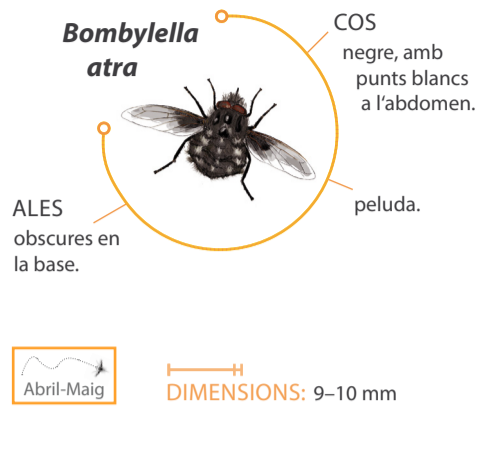 Bombylella
atra
COS
negre, amb
punts blancs
a l‘abdomen.
peluda.
ALES
obscures en
la base.
Abril-Maig
DIMENSIONS: 9–10 mm